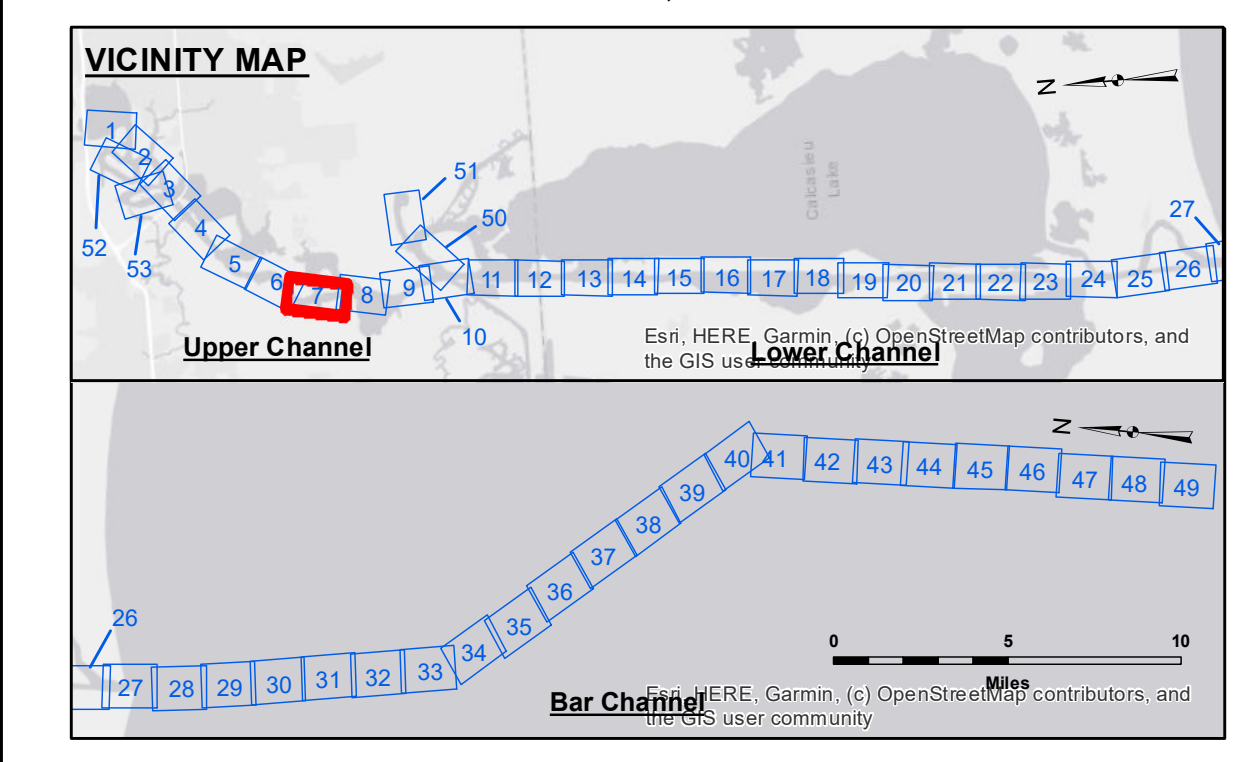 VICINITY MAP
N
1
2
3
52
53
4
5
6
7
8
9
10
51
50
11 12 13 14 15 16 17 18 19 20 21 22 23 24 25 26
27
Calcasieu
Lake
Upper Channel
Lower Channel
Esri, HERE, Garmin, (c) OpenStreetMap contributors, and
the GIS user community
N
26
27 28 29 30 31 32 33 34 35 36 37 38 39 40 41 42 43 44 45 46 47 48 49
0 5 10
Miles
Bar Channel
Esri, HERE, Garmin, (c) OpenStreetMap contributors, and
the GIS user community